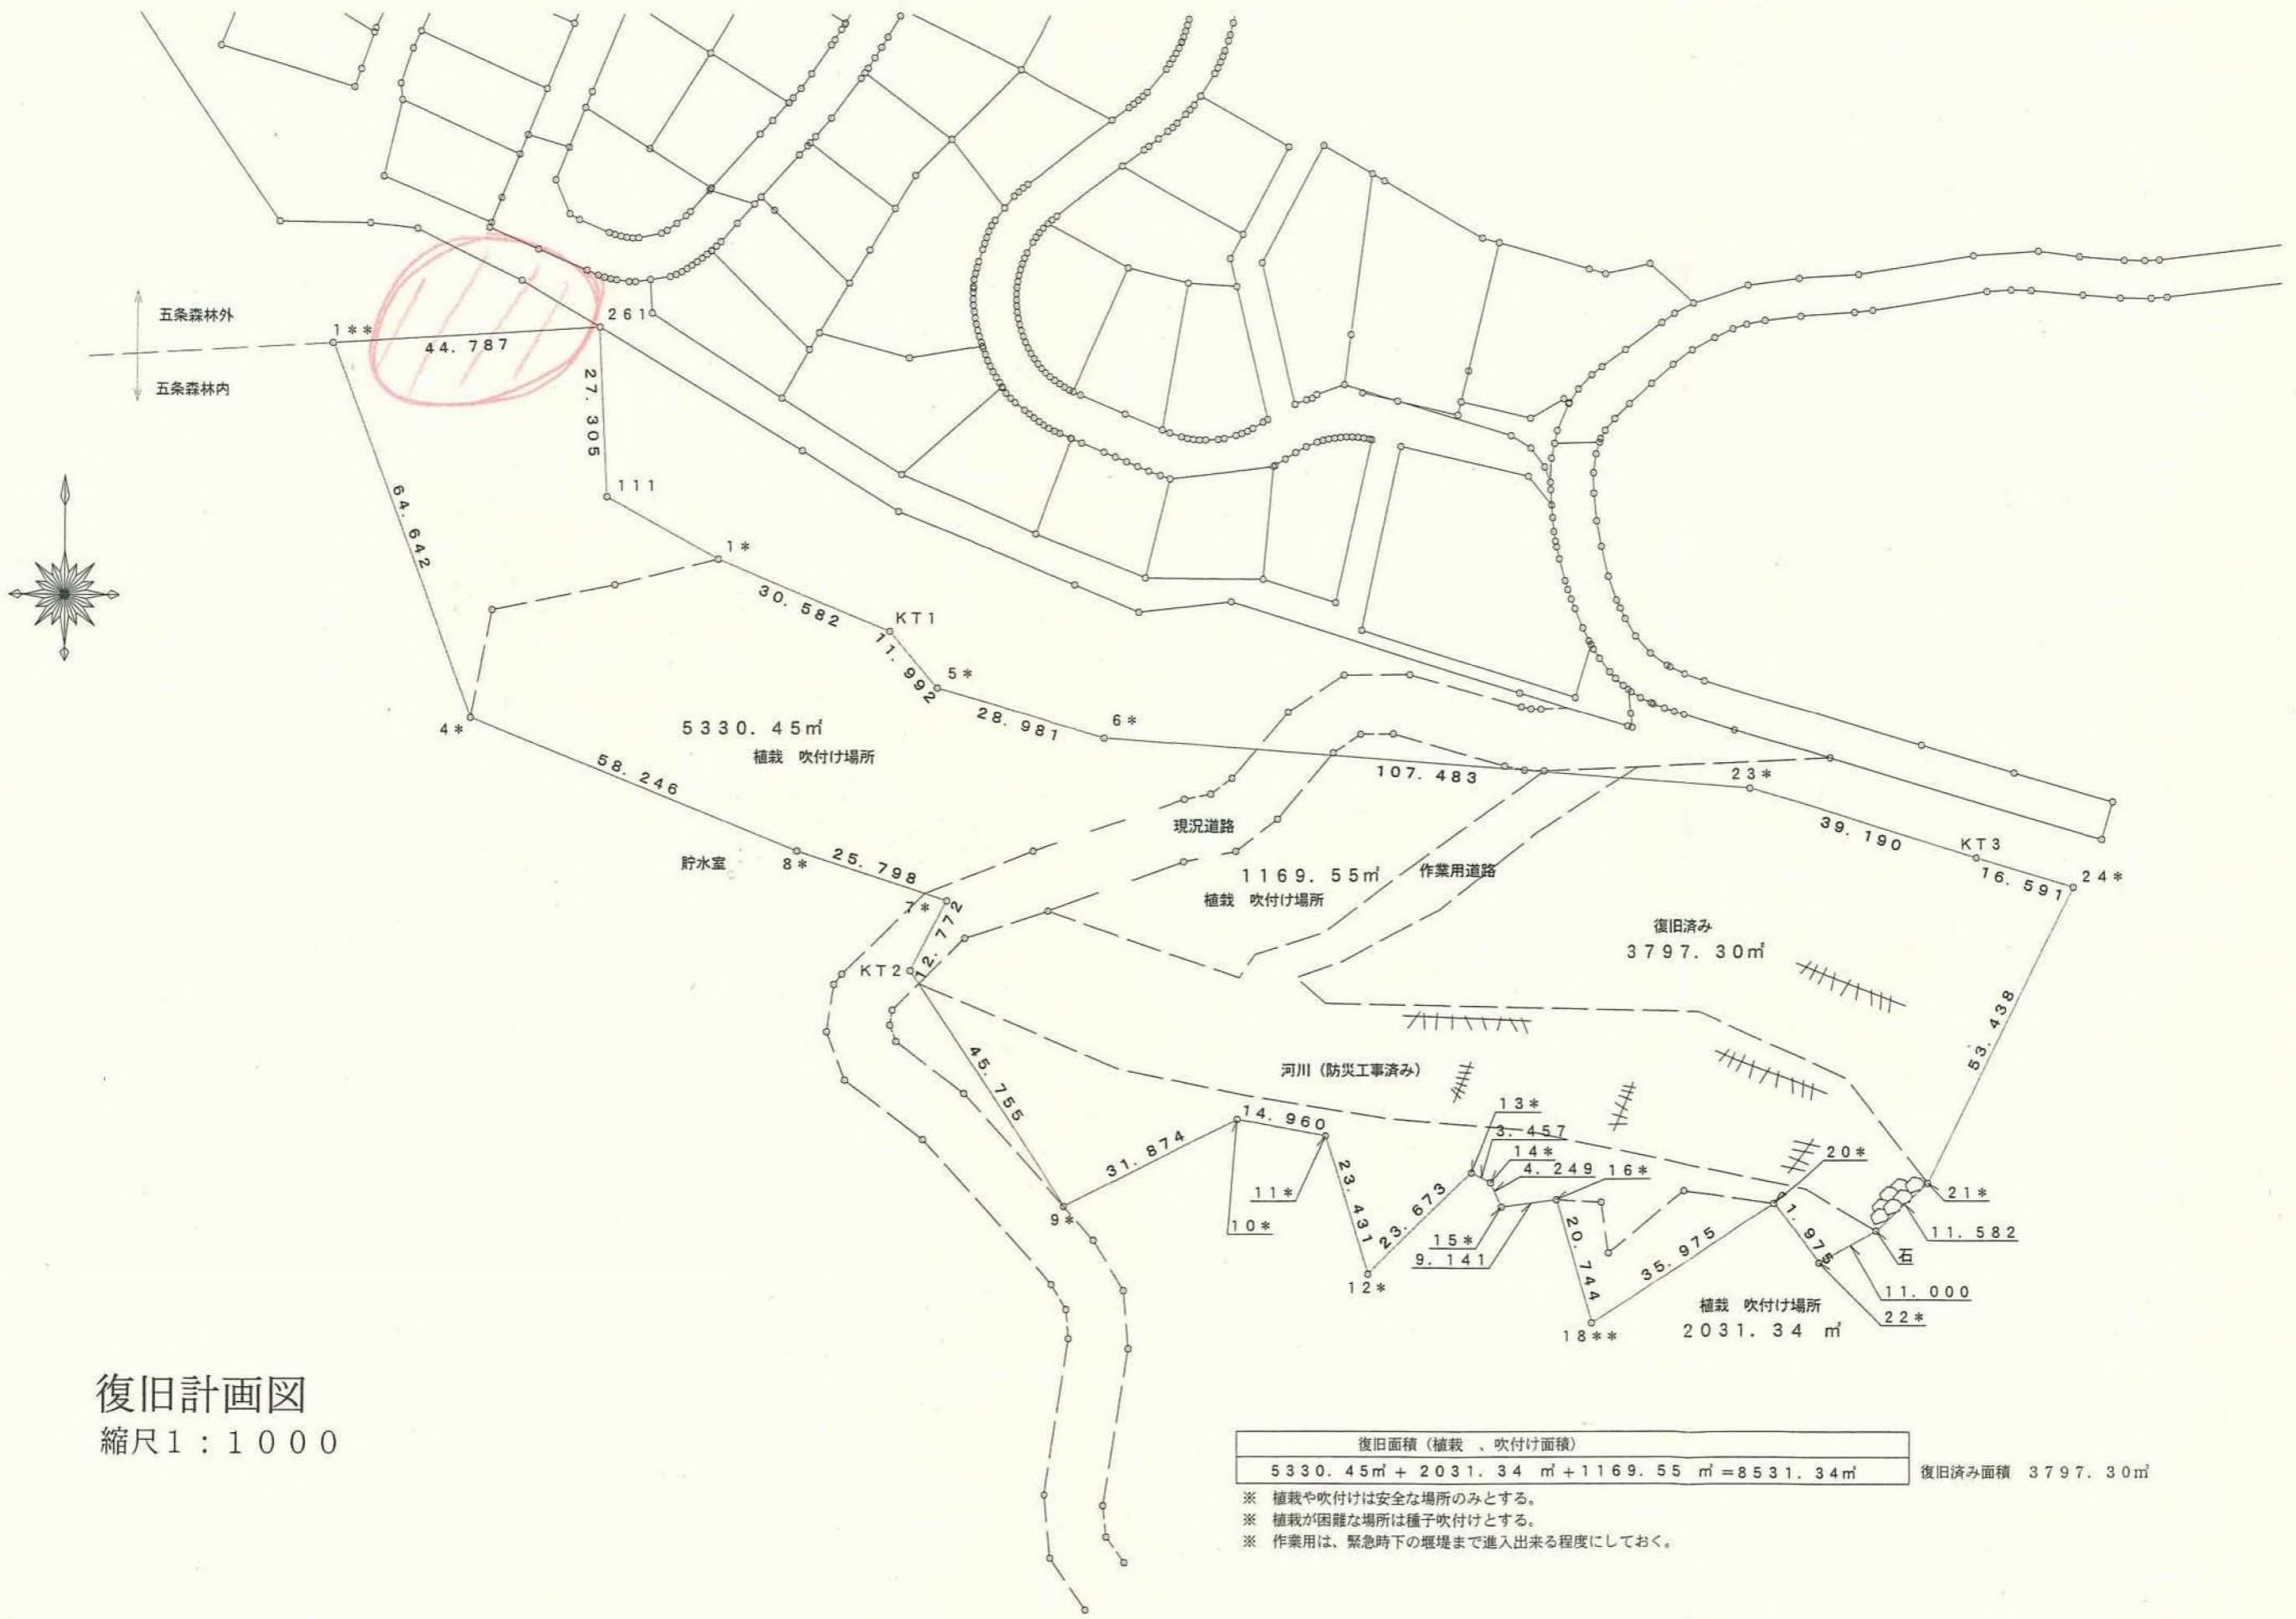 五条森林外
1**
261
44. 787
五条森林内
27. 305
111
64. 642
1*
30. 582
KT1
11. 992
5*
28. 981
6*
4*
5330. 45㎡
植栽 吹付け場所
58. 246
107. 483
23*
現況道路
39. 190
KT3
16. 591
24*
貯水室
8*
25. 798
7*
12. 772
KT2
1169. 55㎡
植栽 吹付け場所
作業用道路
復旧済み
3797. 30㎡
53. 438
45. 755
河川（防災工事済み）
31. 874
14. 960
13*
3. 457
14*
4. 249
16*
20*
11*
10*
23. 431
23. 673
15*
9. 141
20. 744
35. 975
1. 975
21*
11. 582
石
9*
12*
11. 000
22*
18**
植栽 吹付け場所
2031. 34 ㎡
復旧計画図
縮尺1：1000
復旧面積（植栽 、吹付け面積）
5330. 45㎡+ 2031. 34 ㎡+1169. 55 ㎡=8531. 34㎡
復旧済み面積 3797. 30㎡
※ 植栽や吹付けは安全な場所のみとする。
※ 植栽が困難な場所は種子吹付けとする。
※ 作業用は、緊急時下の堰堤まで進入出来る程度にしておく。